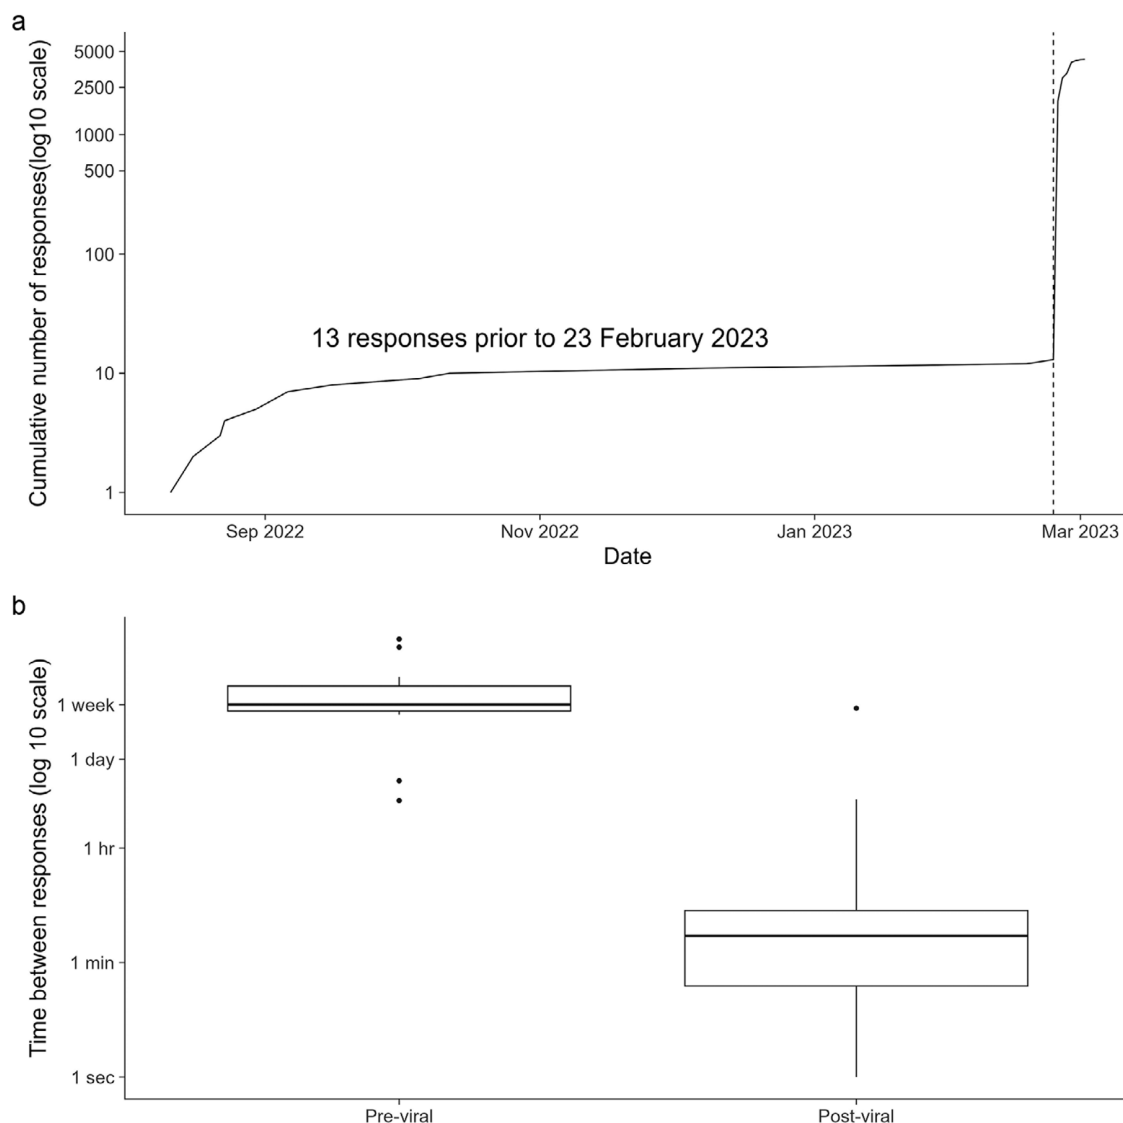 a
Cumulative number of responses(log10 scale)
5000
2500
1000
500
100
10
1
13 responses prior to 23 February 2023
Sep 2022
Nov 2022
Jan 2023
Mar 2023
Date
b
Time between responses (log 10 scale)
1 week
1 day
1 hr
1 min
1 sec
Pre-viral
Post-viral